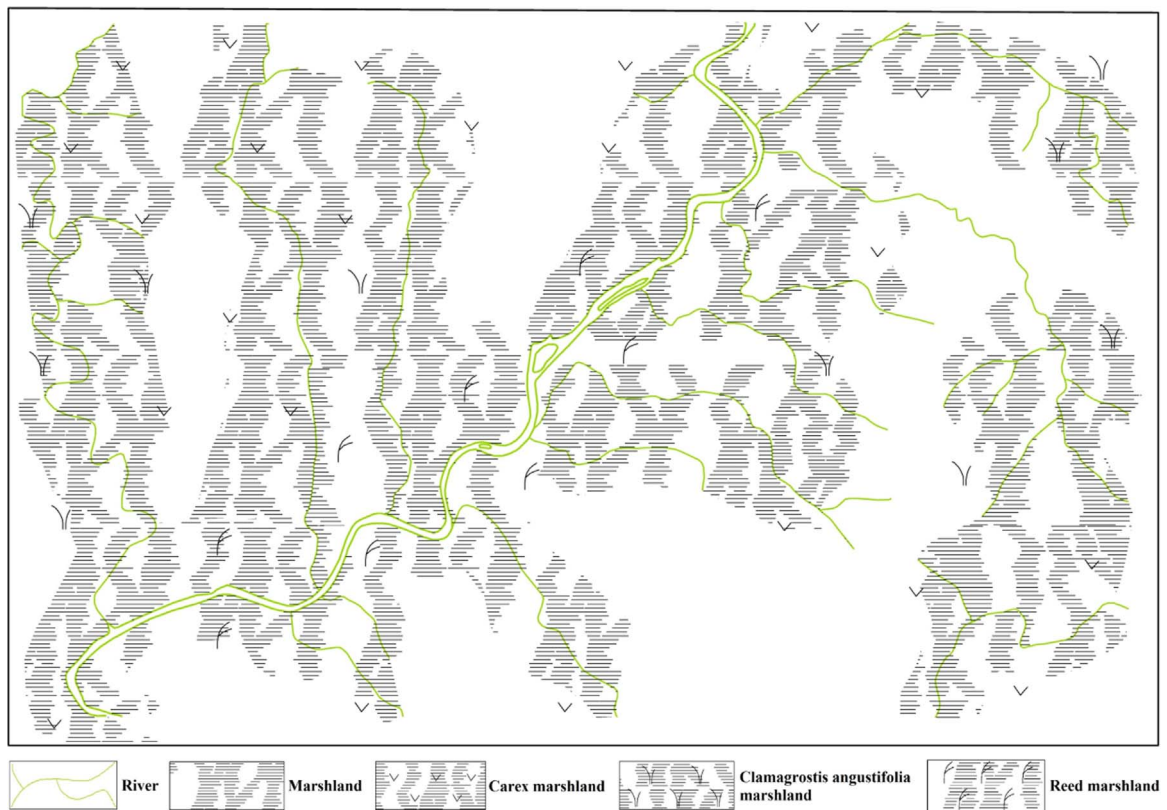 River
Marshland
Carex marshland
Clamagrostis angustifolia
marshland
Reed marshland